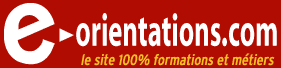 e-orientations.com
le site 100% formations et métiers